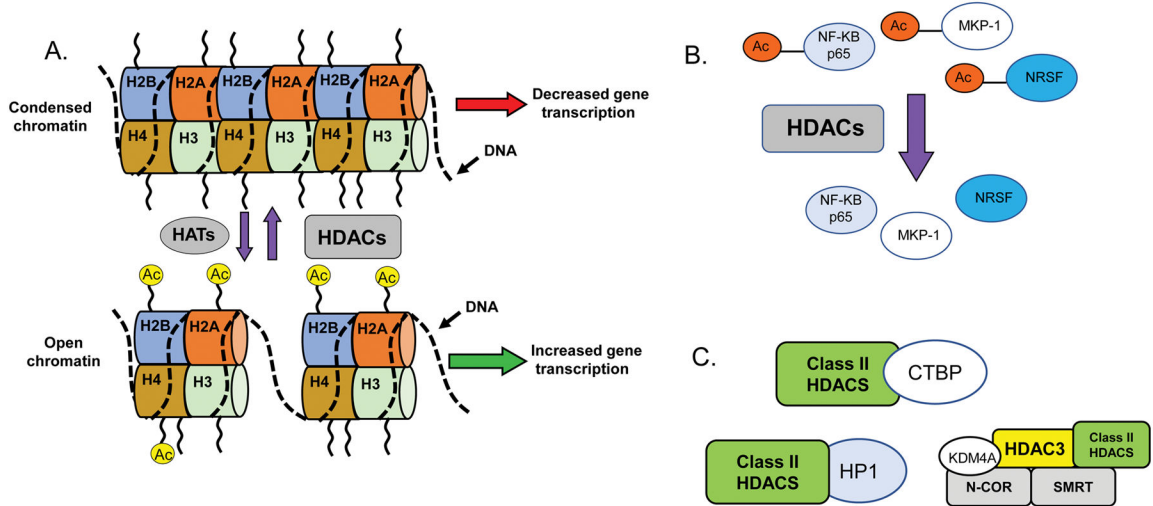 A.
H2B H2A H2B H2A H2B H2A
Condensed
chromatin
H4 H3 H4 H3 H4 H3
Decreased gene
transcription
DNA
HATs
HDACs
Ac Ac Ac Ac
DNA
H2B H2A H2B H2A
Open
chromatin
H4 H3 H4 H3
Increased gene
transcription
Ac
B.
Ac
NF-KB
p65
Ac
MKP-1
Ac
NRSF
HDACs
NF-KB
p65
MKP-1
NRSF
C.
Class II
HDACS
CTBP
Class II
HDACS
HP1
KDM4A
HDAC3
Class II
HDACS
N-COR
SMRT